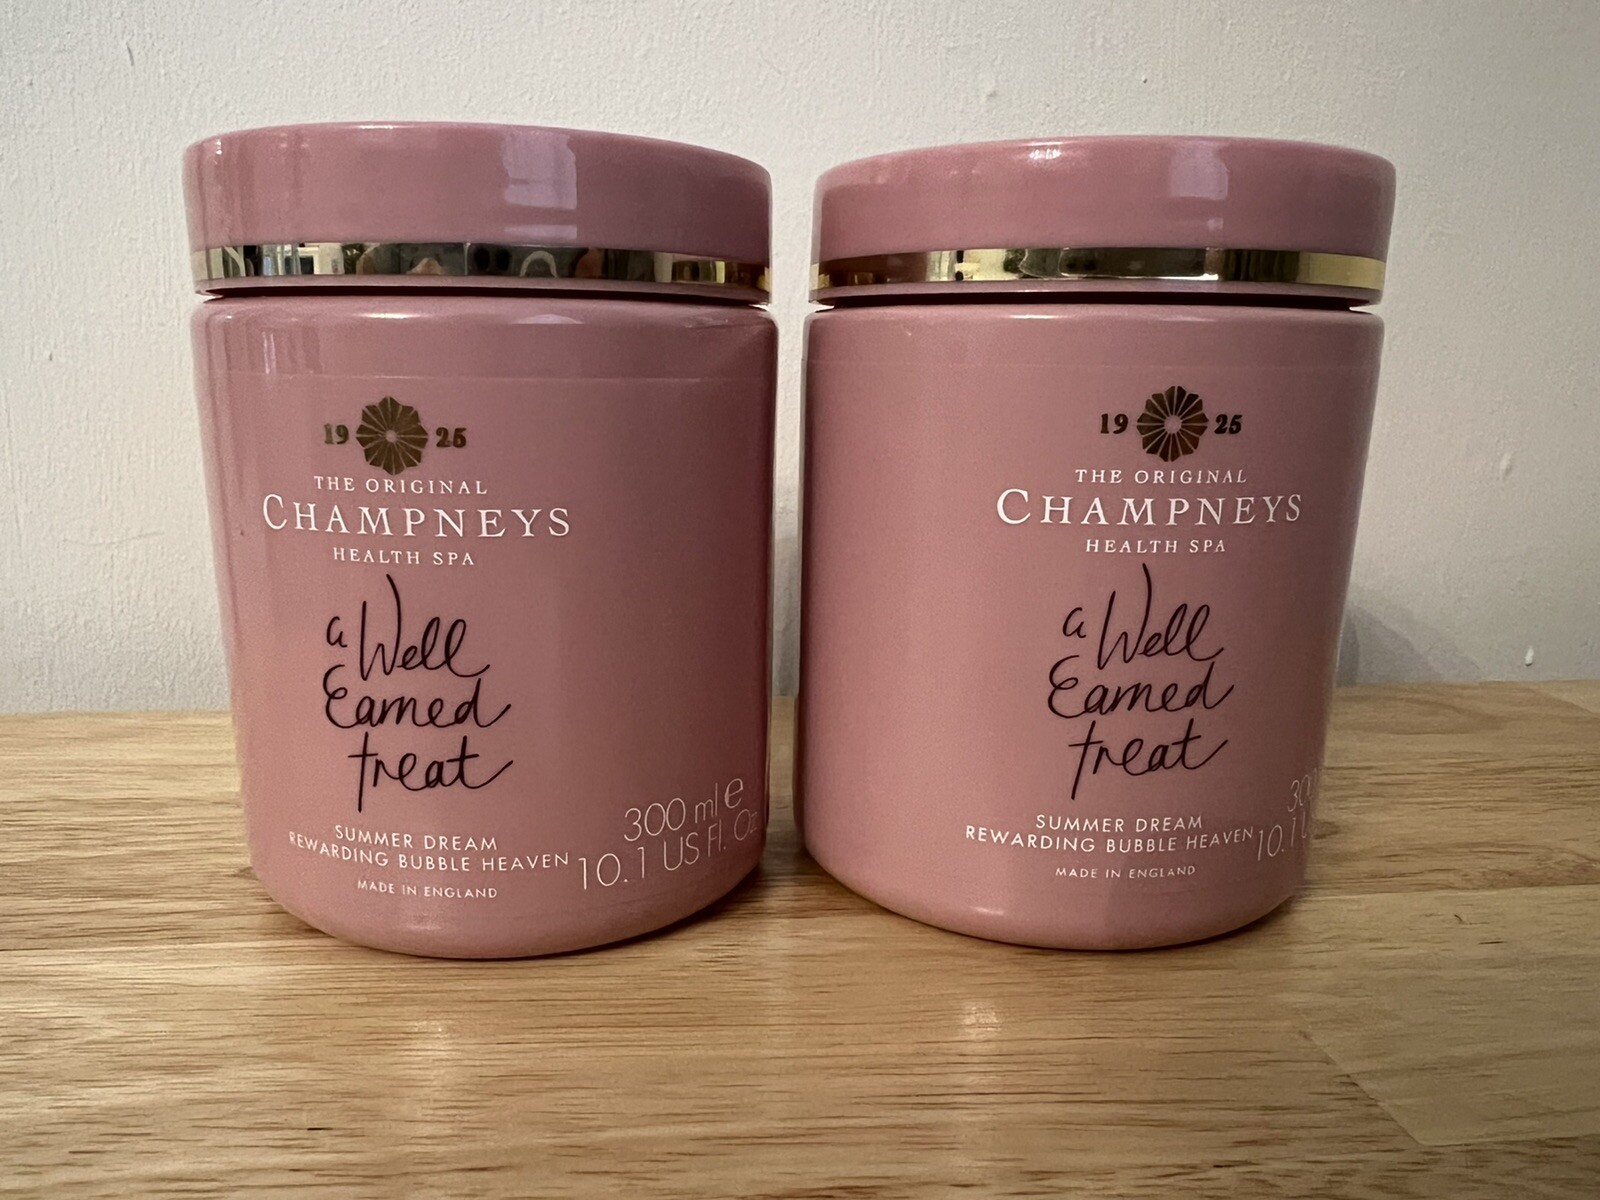 19 25
THE ORIGINAL
CHAMPNEYS
HEALTH SPA
a Well
Earned
treat
SUMMER DREAM
REWARDING BUBBLE HEAVEN
MADE IN ENGLAND
300 ml e
10.1 US Fl. Oz
19 25
THE ORIGINAL
CHAMPNEYS
HEALTH SPA
a Well
Earned
treat
SUMMER DREAM
REWARDING BUBBLE HEAVEN
MADE IN ENGLAND
10.1